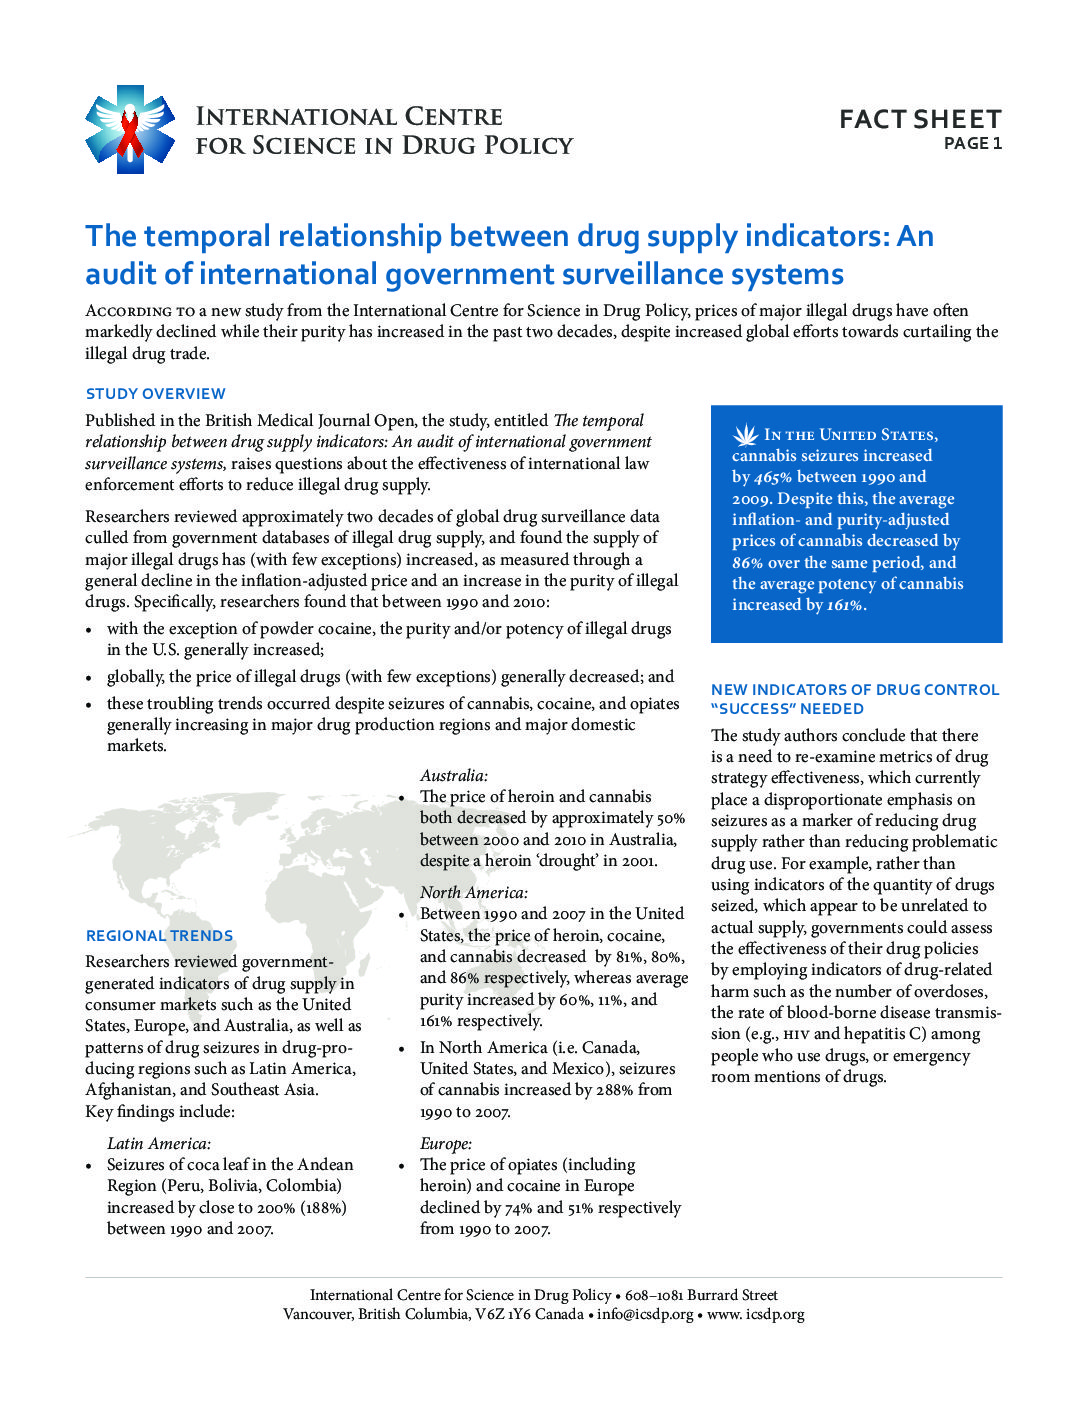 International Centre
for Science in Drug Policy
FACT SHEET
PAGE 1
The temporal relationship between drug supply indicators: An
audit of international government surveillance systems
According to a new study from the International Centre for Science in Drug Policy, prices of major illegal drugs have often
markedly declined while their purity has increased in the past two decades, despite increased global efforts towards curtailing the
illegal drug trade.
STUDY OVERVIEW
Published in the British Medical Journal Open, the study, entitled The temporal
relationship between drug supply indicators: An audit of international government
surveillance systems, raises questions about the effectiveness of international law
enforcement efforts to reduce illegal drug supply.
Researchers reviewed approximately two decades of global drug surveillance data
culled from government databases of illegal drug supply, and found the supply of
major illegal drugs has (with few exceptions) increased, as measured through a
general decline in the inflation-adjusted price and an increase in the purity of illegal
drugs. Specifically, researchers found that between 1990 and 2010:
• with the exception of powder cocaine, the purity and/or potency of illegal drugs
in the U.S. generally increased;
• globally, the price of illegal drugs (with few exceptions) generally decreased; and
• these troubling trends occurred despite seizures of cannabis, cocaine, and opiates
generally increasing in major drug production regions and major domestic
markets.
REGIONAL TRENDS
Researchers reviewed government-
generated indicators of drug supply in
consumer markets such as the United
States, Europe, and Australia, as well as
patterns of drug seizures in drug-pro-
ducing regions such as Latin America,
Afghanistan, and Southeast Asia.
Key findings include:
Latin America:
• Seizures of coca leaf in the Andean
Region (Peru, Bolivia, Colombia)
increased by close to 200% (188%)
between 1990 and 2007.
Australia:
• The price of heroin and cannabis
both decreased by approximately 50%
between 2000 and 2010 in Australia,
despite a heroin ‘drought’ in 2001.
North America:
• Between 1990 and 2007 in the United
States, the price of heroin, cocaine,
and cannabis decreased by 81%, 80%,
and 86% respectively, whereas average
purity increased by 60%, 11%, and
161% respectively.
• In North America (i.e. Canada,
United States, and Mexico), seizures
of cannabis increased by 288% from
1990 to 2007.
Europe:
• The price of opiates (including
heroin) and cocaine in Europe
declined by 74% and 51% respectively
from 1990 to 2007.
In the United States,
cannabis seizures increased
by 465% between 1990 and
2009. Despite this, the average
inflation- and purity-adjusted
prices of cannabis decreased by
86% over the same period, and
the average potency of cannabis
increased by 161%.
NEW INDICATORS OF DRUG CONTROL
“SUCCESS” NEEDED
The study authors conclude that there
is a need to re-examine metrics of drug
strategy effectiveness, which currently
place a disproportionate emphasis on
seizures as a marker of reducing drug
supply rather than reducing problematic
drug use. For example, rather than
using indicators of the quantity of drugs
seized, which appear to be unrelated to
actual supply, governments could assess
the effectiveness of their drug policies
by employing indicators of drug-related
harm such as the number of overdoses,
the rate of blood-borne disease transmis-
sion (e.g., HIV and hepatitis C) among
people who use drugs, or emergency
room mentions of drugs.
International Centre for Science in Drug Policy • 608–1081 Burrard Street
Vancouver, British Columbia, V6Z 1Y6 Canada • info@icsdp.org • www. icsdp.org